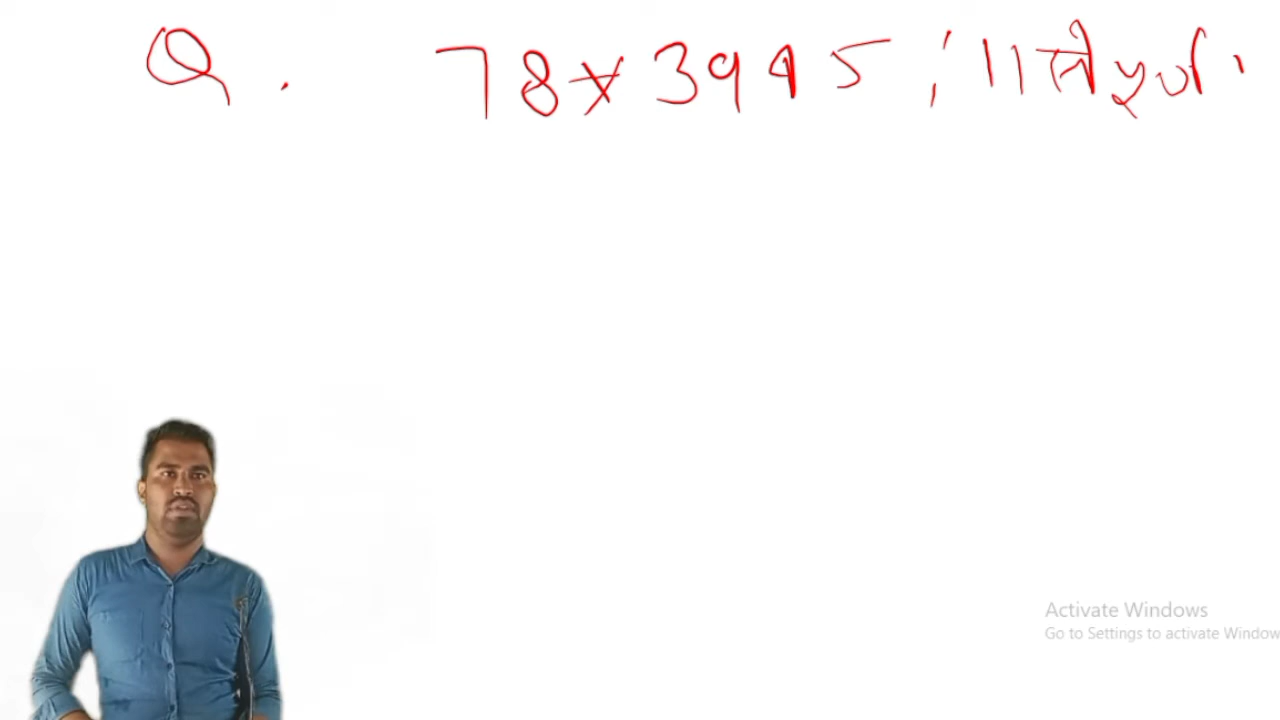 Q. 78*3945, 11 से पूर्ण.
Activate Windows
Go to Settings to activate Window